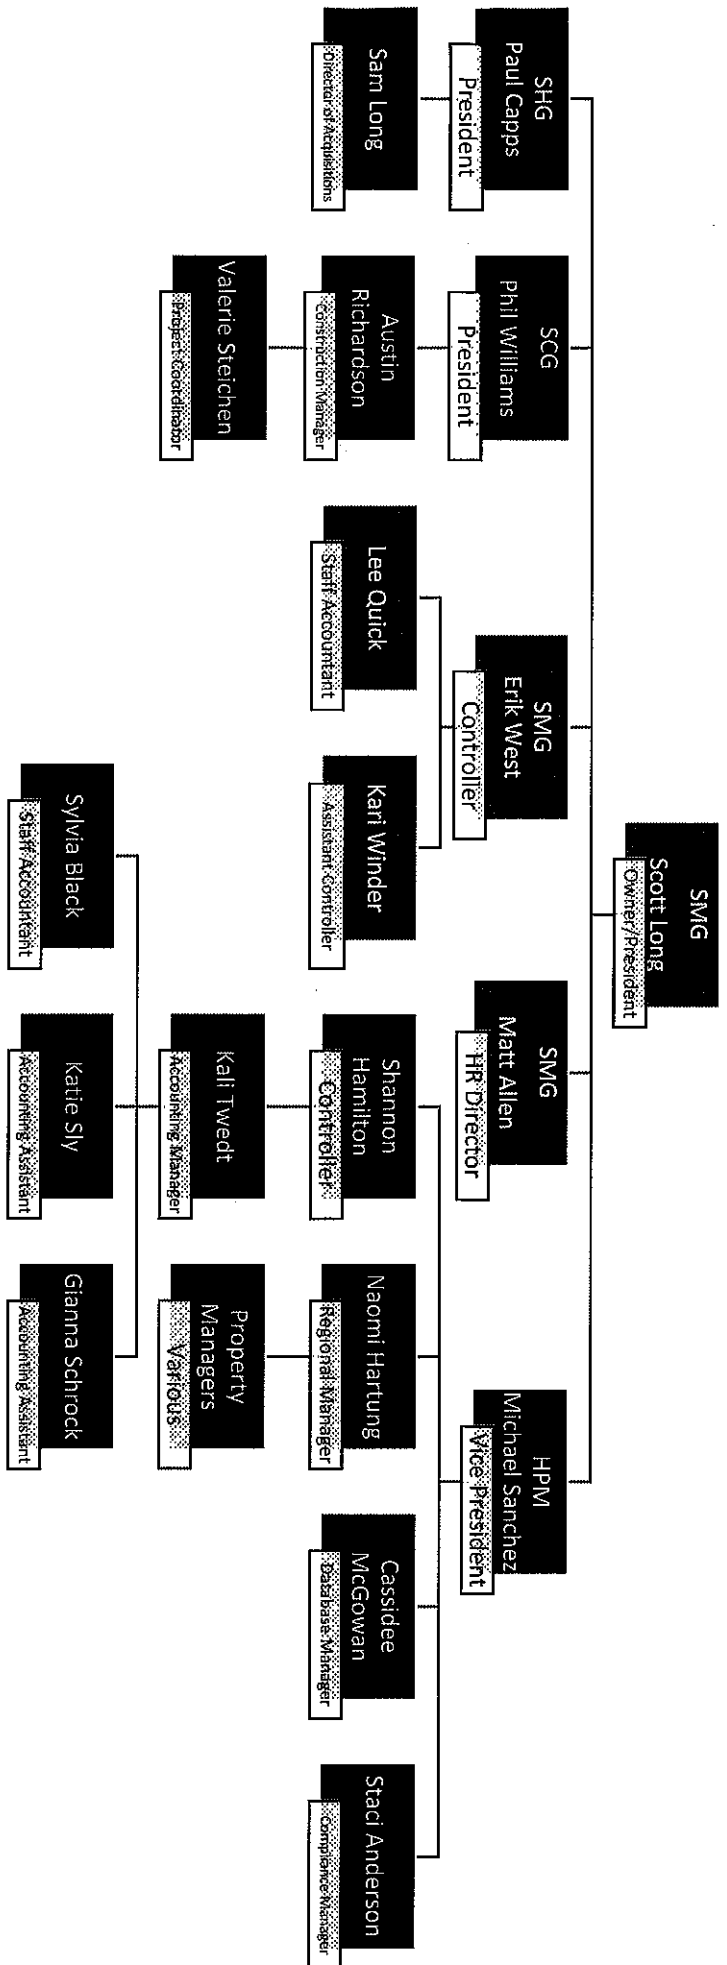 SMG
Scott Long
Owner/President
SHG
Paul Capps
President
SCG
Phil Williams
President
SMG
Erik West
Controller
SMG
Matt Allen
HR Director
HPM
Michael Sanchez
Vice President
Sam Long
Director of Acquisitions
Austin
Richardson
Construction Manager
Lee Quick
Staff Accountant
Kari Winder
Assistant Controller
Shannon
Hamilton
Controller
Naomi Hartung
Regional Manager
Cassidee
McGowan
Database Manager
Staci Anderson
Compliance Manager
Valerie Steichen
Project Coordinator
Kali Twedt
Accounting Manager
Property
Managers
Various
Sylvia Black
Staff Accountant
Katie Sly
Accounting Assistant
Gianna Schrock
Accounting Assistant